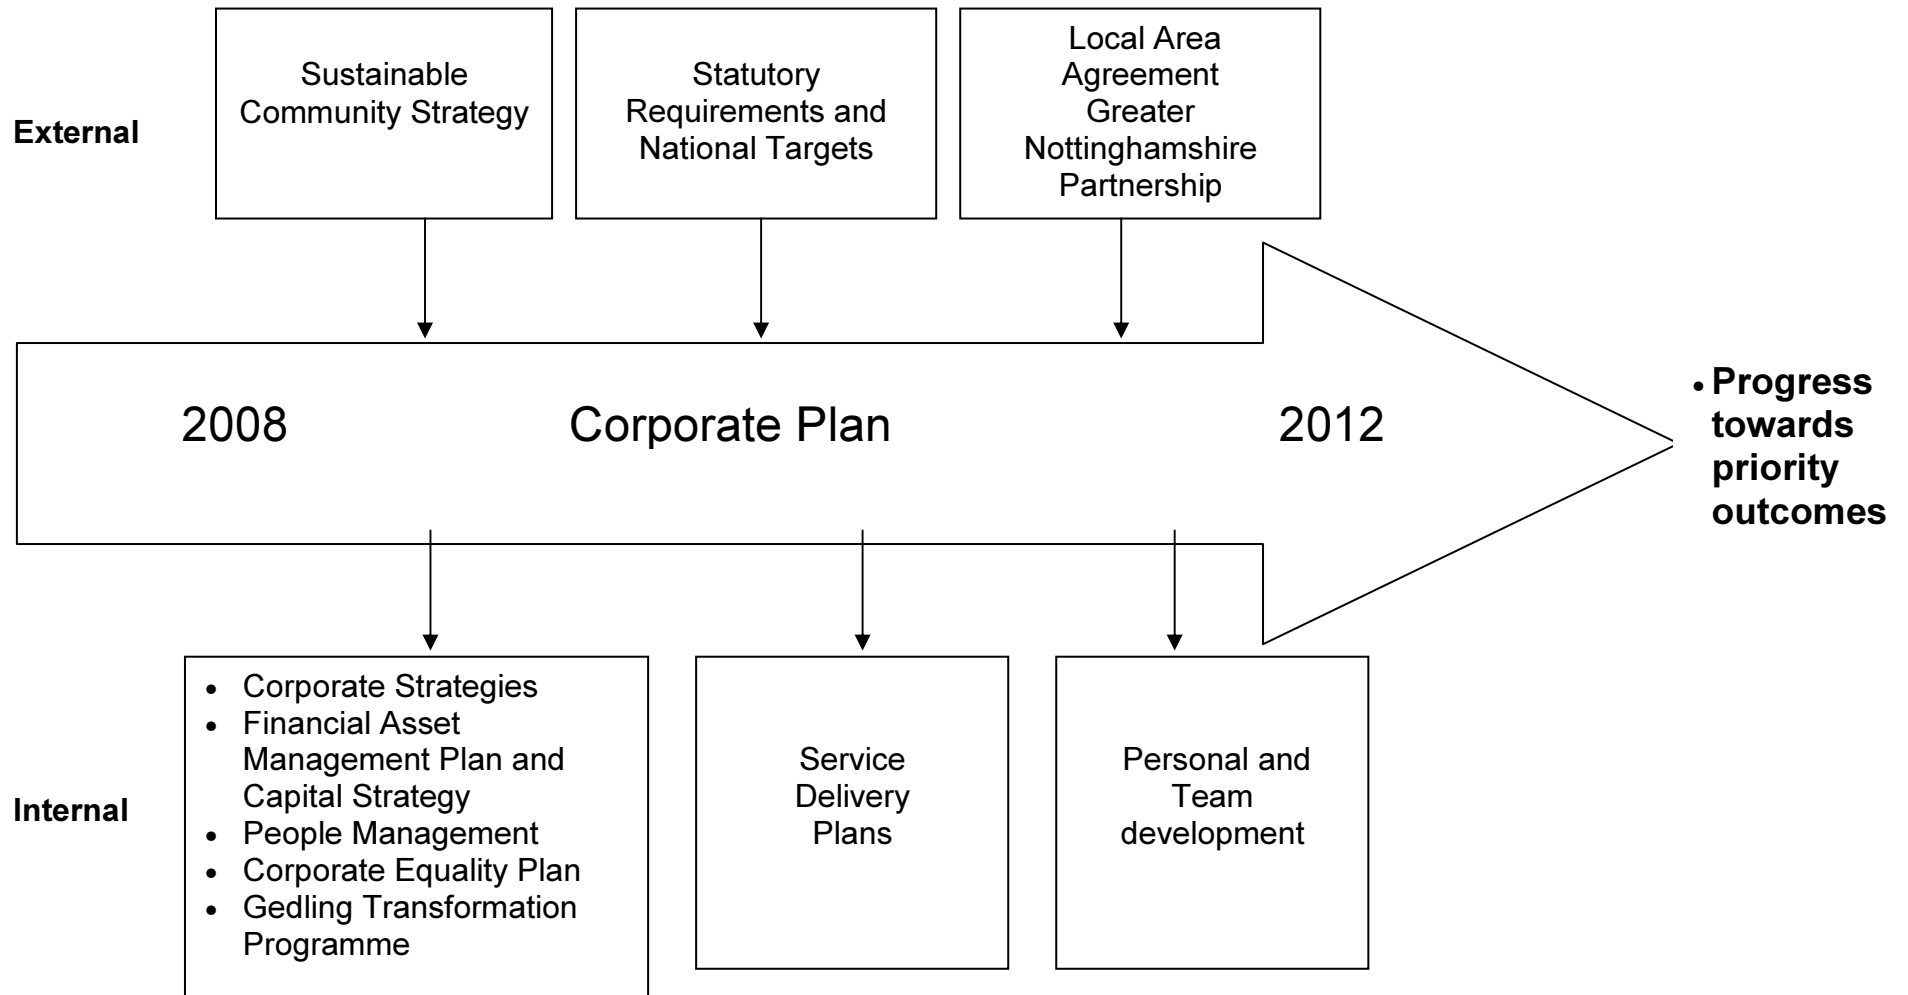 Sustainable
Community Strategy
Statutory
Requirements and
National Targets
Local Area
Agreement
Greater
Nottinghamshire
Partnership
External
2008
Corporate Plan
2012
• Progress
towards
priority
outcomes
Internal
• Corporate Strategies
• Financial Asset
Management Plan and
Capital Strategy
• People Management
• Corporate Equality Plan
• Gedling Transformation
Programme
Service
Delivery
Plans
Personal and
Team
development